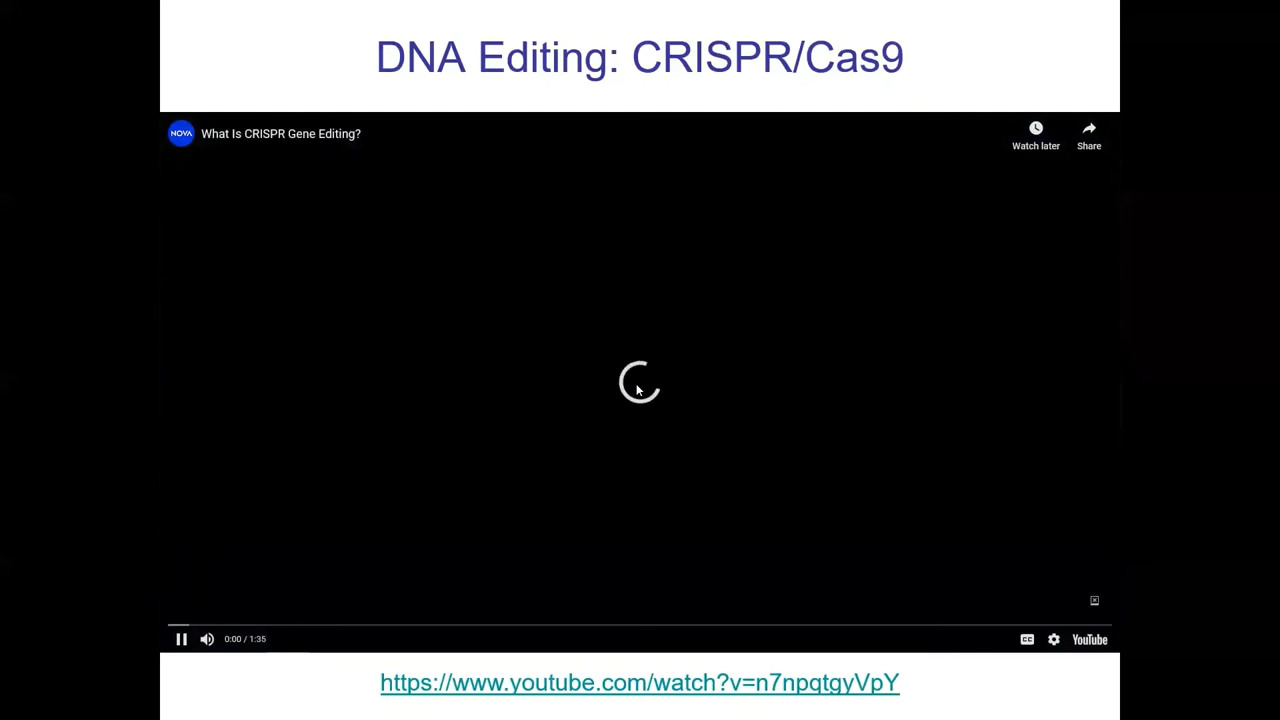 DNA Editing: CRISPR/Cas9
NOVA What Is CRISPR Gene Editing?
Watch later Share
0:00 / 1:35 CC YouTube
https://www.youtube.com/watch?v=n7npqtgyVpY